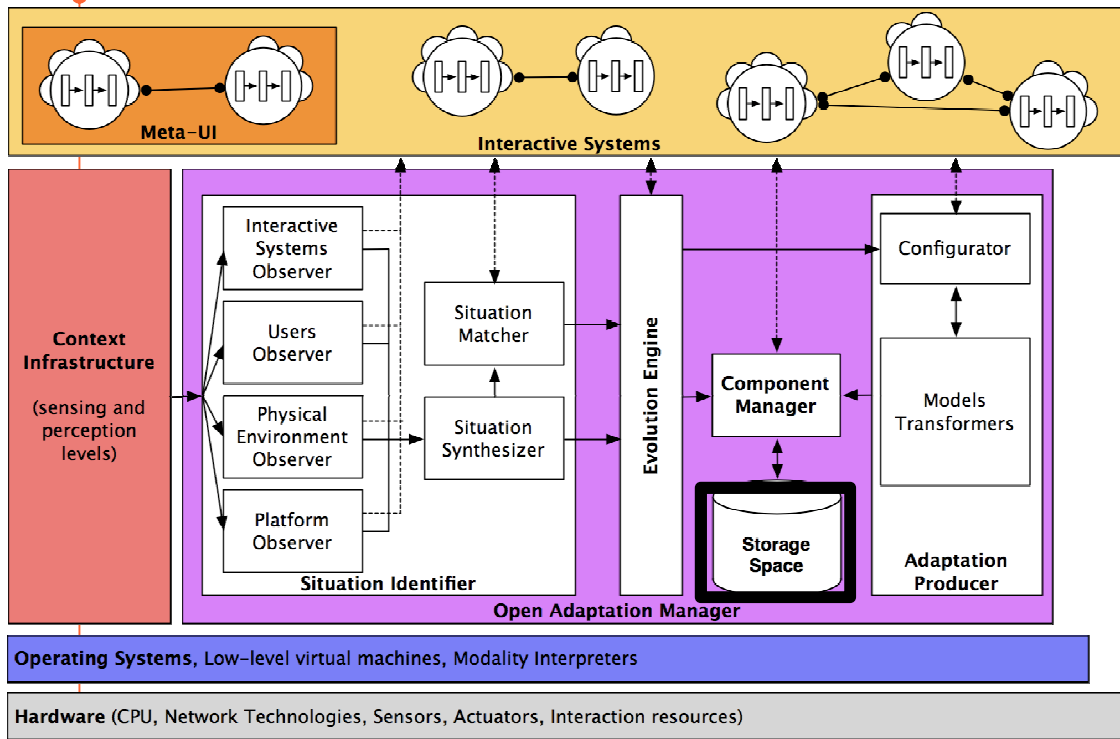 Meta-UI
Interactive Systems
Context
Infrastructure
(sensing and
perception
levels)
Interactive
Systems
Observer
Users
Observer
Physical
Environment
Observer
Platform
Observer
Situation
Matcher
Situation
Synthesizer
Situation Identifier
Evolution Engine
Component
Manager
Storage
Space
Configurator
Models
Transformers
Adaptation
Producer
Open Adaptation Manager
Operating Systems, Low-level virtual machines, Modality Interpreters
Hardware (CPU, Network Technologies, Sensors, Actuators, Interaction resources)